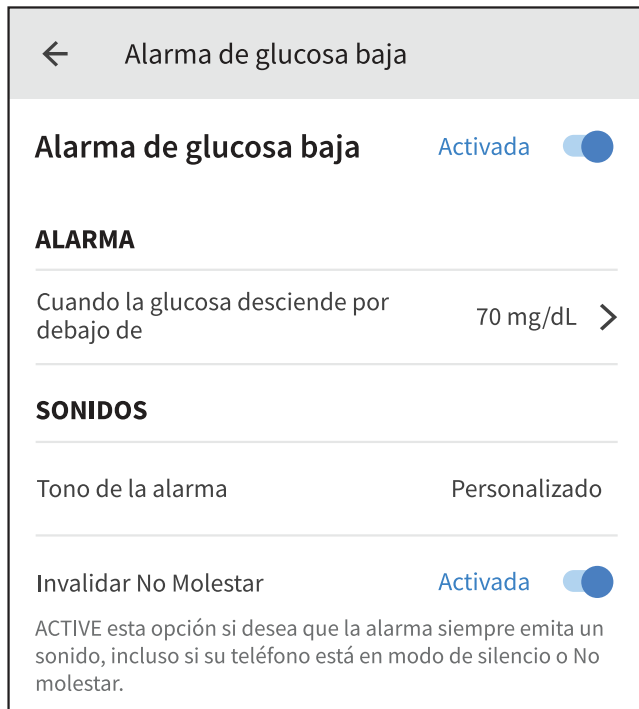 Alarma de glucosa baja
Alarma de glucosa baja Activada
ALARMA
Cuando la glucosa desciende por
debajo de 70 mg/dL
SONIDOS
Tono de la alarma Personalizado
Invalidar No Molestar Activada
ACTIVE esta opción si desea que la alarma siempre emita un
sonido, incluso si su teléfono está en modo de silencio o No
molestar.